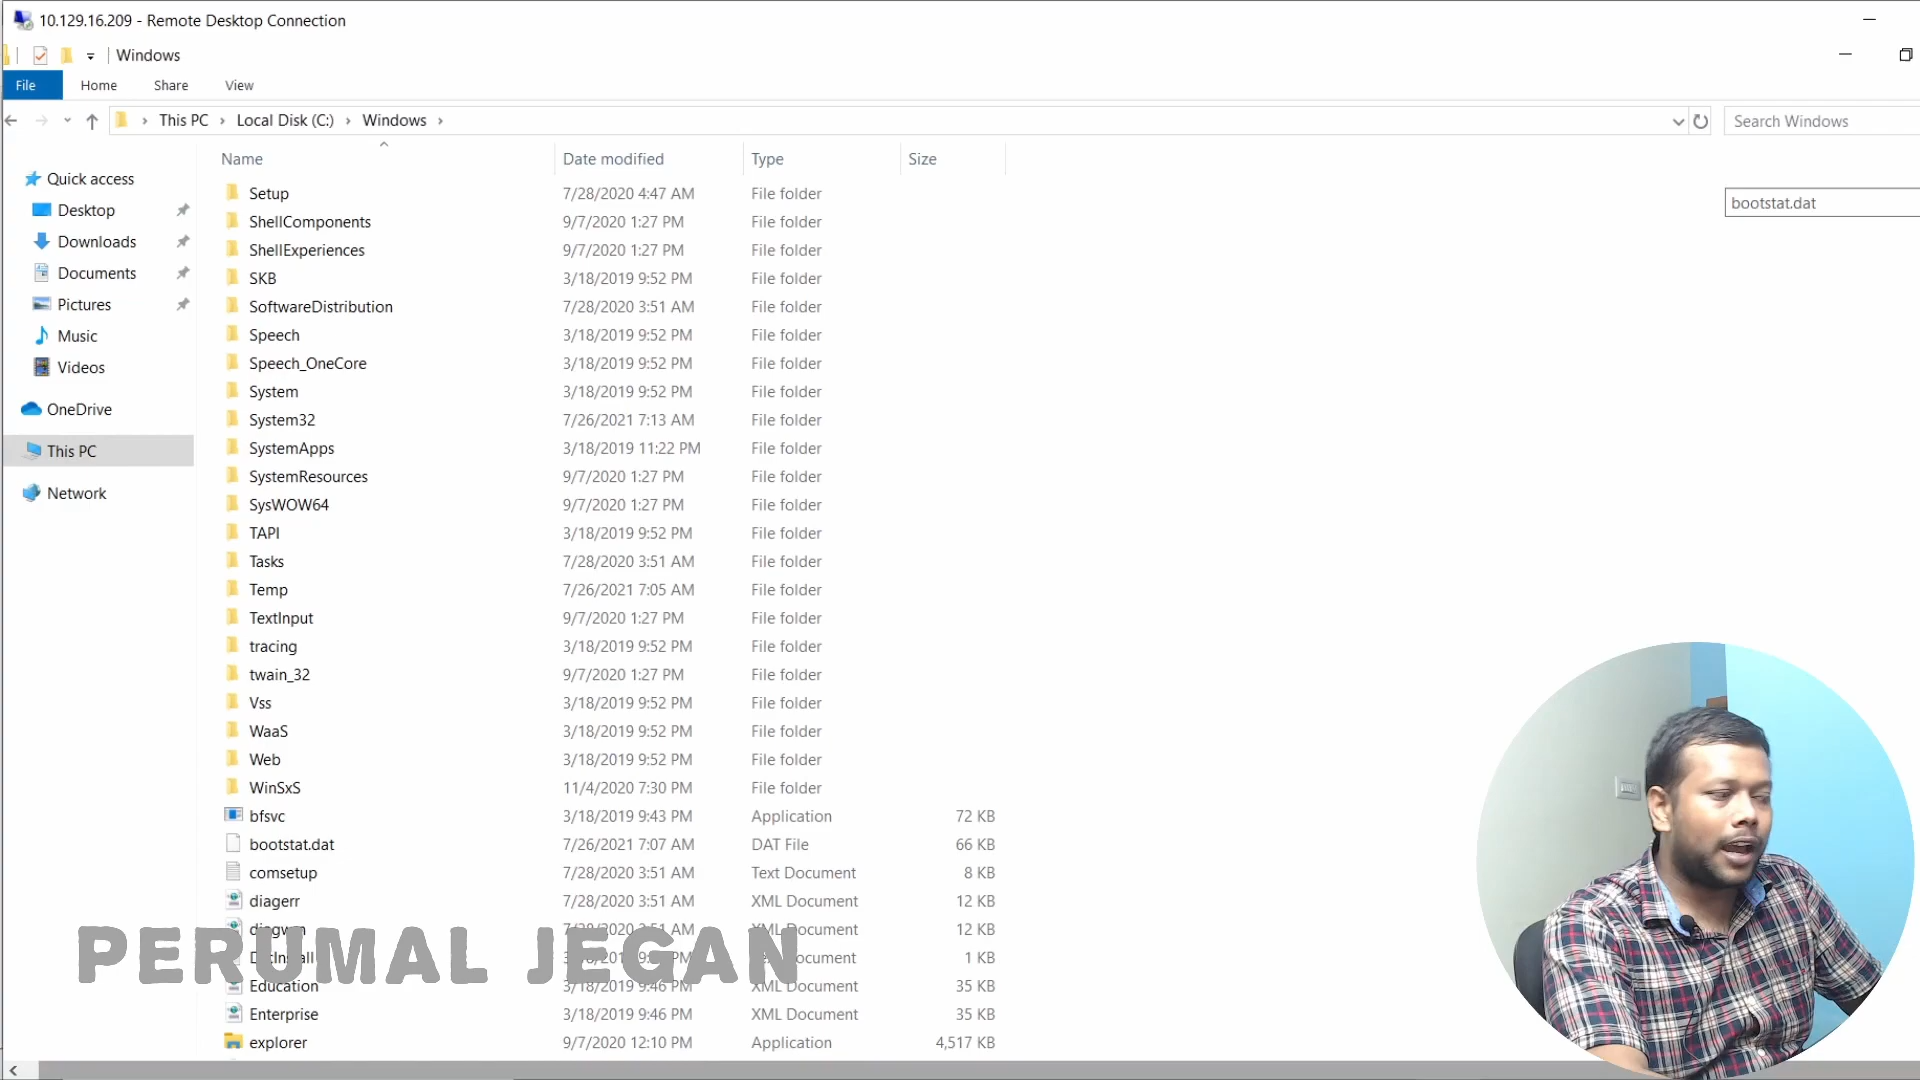 10.129.16.209 - Remote Desktop Connection
Windows
File Home Share View
This PC Local Disk (C:) Windows
Search Windows
Name Date modified Type Size
Quick access
Desktop
Downloads
Documents
Pictures
Music
Videos
OneDrive
This PC
Network
Setup 7/28/2020 4:47 AM File folder
ShellComponents 9/7/2020 1:27 PM File folder
ShellExperiences 9/7/2020 1:27 PM File folder
SKB 3/18/2019 9:52 PM File folder
SoftwareDistribution 7/28/2020 3:51 AM File folder
Speech 3/18/2019 9:52 PM File folder
Speech_OneCore 3/18/2019 9:52 PM File folder
System 3/18/2019 9:52 PM File folder
System32 7/26/2021 7:13 AM File folder
SystemApps 3/18/2019 11:22 PM File folder
SystemResources 9/7/2020 1:27 PM File folder
SysWOW64 9/7/2020 1:27 PM File folder
TAPI 3/18/2019 9:52 PM File folder
Tasks 7/28/2020 3:51 AM File folder
Temp 7/26/2021 7:05 AM File folder
TextInput 9/7/2020 1:27 PM File folder
tracing 3/18/2019 9:52 PM File folder
twain_32 9/7/2020 1:27 PM File folder
Vss 3/18/2019 9:52 PM File folder
WaaS 3/18/2019 9:52 PM File folder
Web 3/18/2019 9:52 PM File folder
WinSxS 11/4/2020 7:30 PM File folder
bfsvc 3/18/2019 9:43 PM Application 72 KB
bootstat.dat 7/26/2021 7:07 AM DAT File 66 KB
comsetup 7/28/2020 3:51 AM Text Document 8 KB
diagerr 7/28/2020 3:51 AM XML Document 12 KB
AM Document 12 KB
PM 1 KB
Education 3/18/2019 9:46 PM XML Document 35 KB
Enterprise 3/18/2019 9:46 PM XML Document 35 KB
explorer 9/7/2020 12:10 PM Application 4,517 KB
bootstat.dat
PERUMAL JEGAN